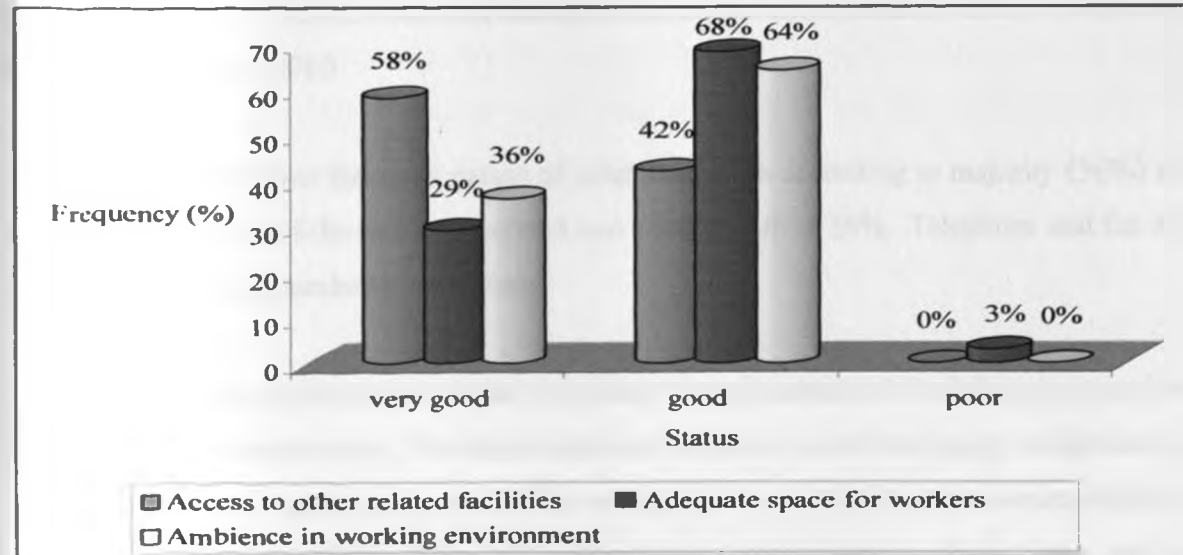 70
60
50
40
30
20
10
0
Frequency (%)
58%
29%
36%
42%
68%
64%
0%
3%
0%
very good
good
poor
Status
Access to other related facilities
Adequate space for workers
Ambience in working environment